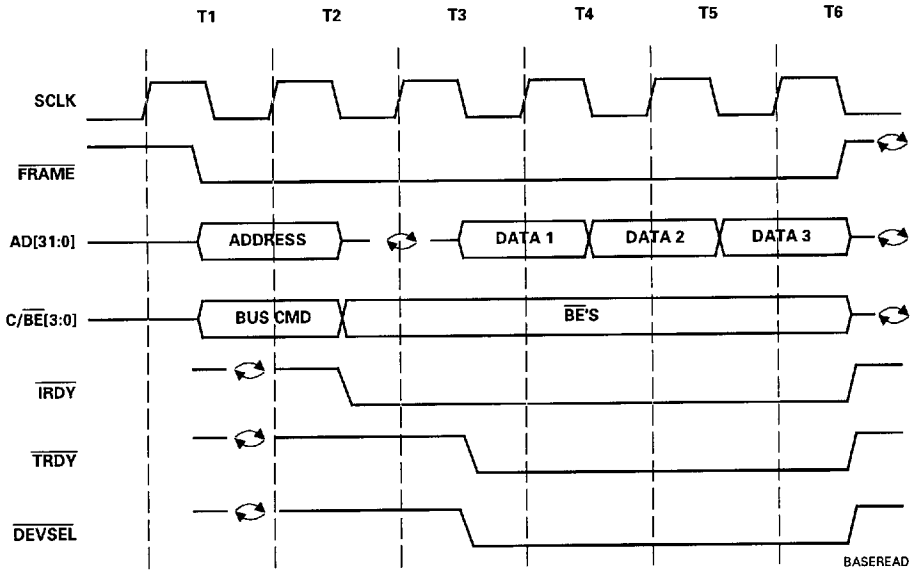 T1 T2 T3 T4 T5 T6
SCLK
FRAME
AD[31:0] ADDRESS DATA 1 DATA 2 DATA 3
C/BE[3:0] BUS CMD BE'S
IRDY
TRDY
DEVSEL
BASEREAD